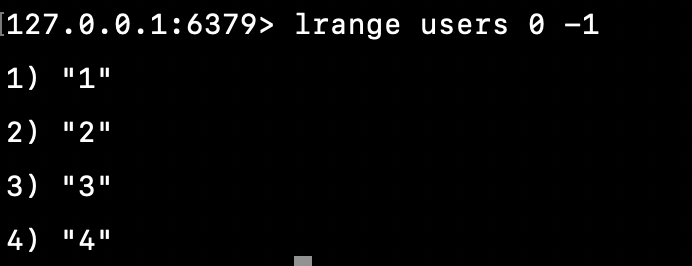 127.0.0.1:6379> lrange users 0 -1
1) "1"
2) "2"
3) "3"
4) "4"